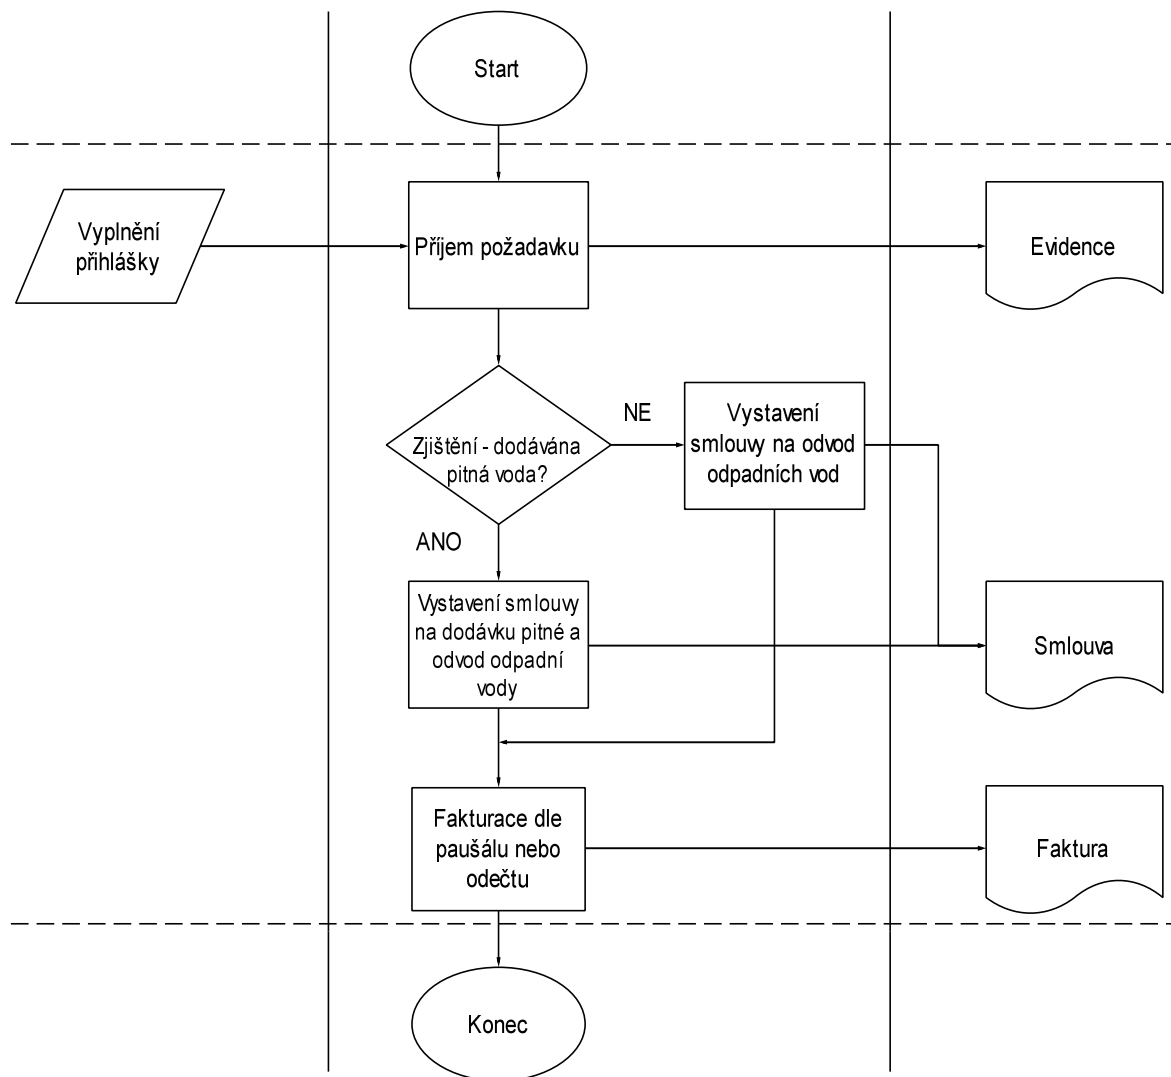 Start
Vyplnění
přihlášky
Příjem požadavku
Evidence
Zjištění - dodávána
pitná voda?
NE
Vystavení
smlouvy na odvod
odpadních vod
ANO
Vystavení smlouvy
na dodávku pitné a
odvod odpadní
vody
Smlouva
Fakturace dle
paušálu nebo
odečtu
Faktura
Konec